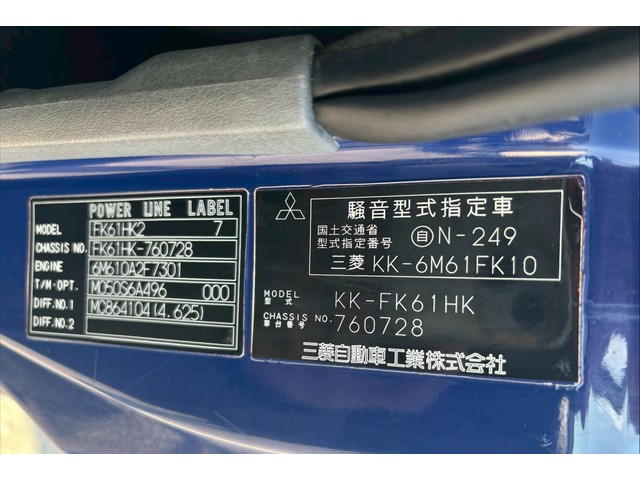 POWER LINE LABEL
MODEL FK61HK2 7
CHASSIS NO. FK61HK-760728
ENGINE 6M610A2F7301
T/M・OPT. M050S6A496 000
DIFF.NO.1 MC864104(4.625)
DIFF.NO.2
騒音型式指定車
国土交通省
型式指定番号 自N-249
三菱 KK-6M61FK10
MODEL
型式 KK-FK61HK
CHASSIS NO.
車台番号 760728
三菱自動車工業株式会社